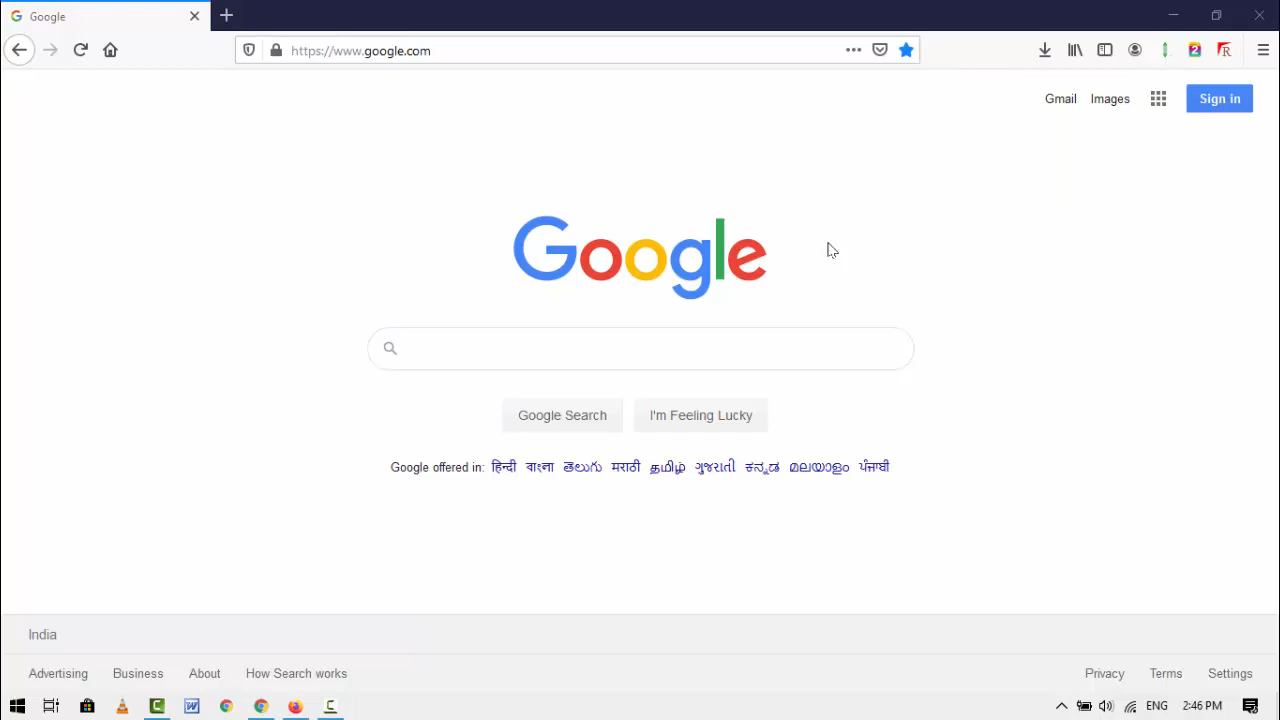 Google
https://www.google.com
Gmail Images Sign in
Google
Google Search I'm Feeling Lucky
Google offered in: हिन्दी বাংলা తెలుగు मराठी தமிழ் ગુજરાતી ಕನ್ನಡ മലയാളം ਪੰਜਾਬੀ
India
Advertising Business About How Search works Privacy Terms Settings
ENG 2:46 PM